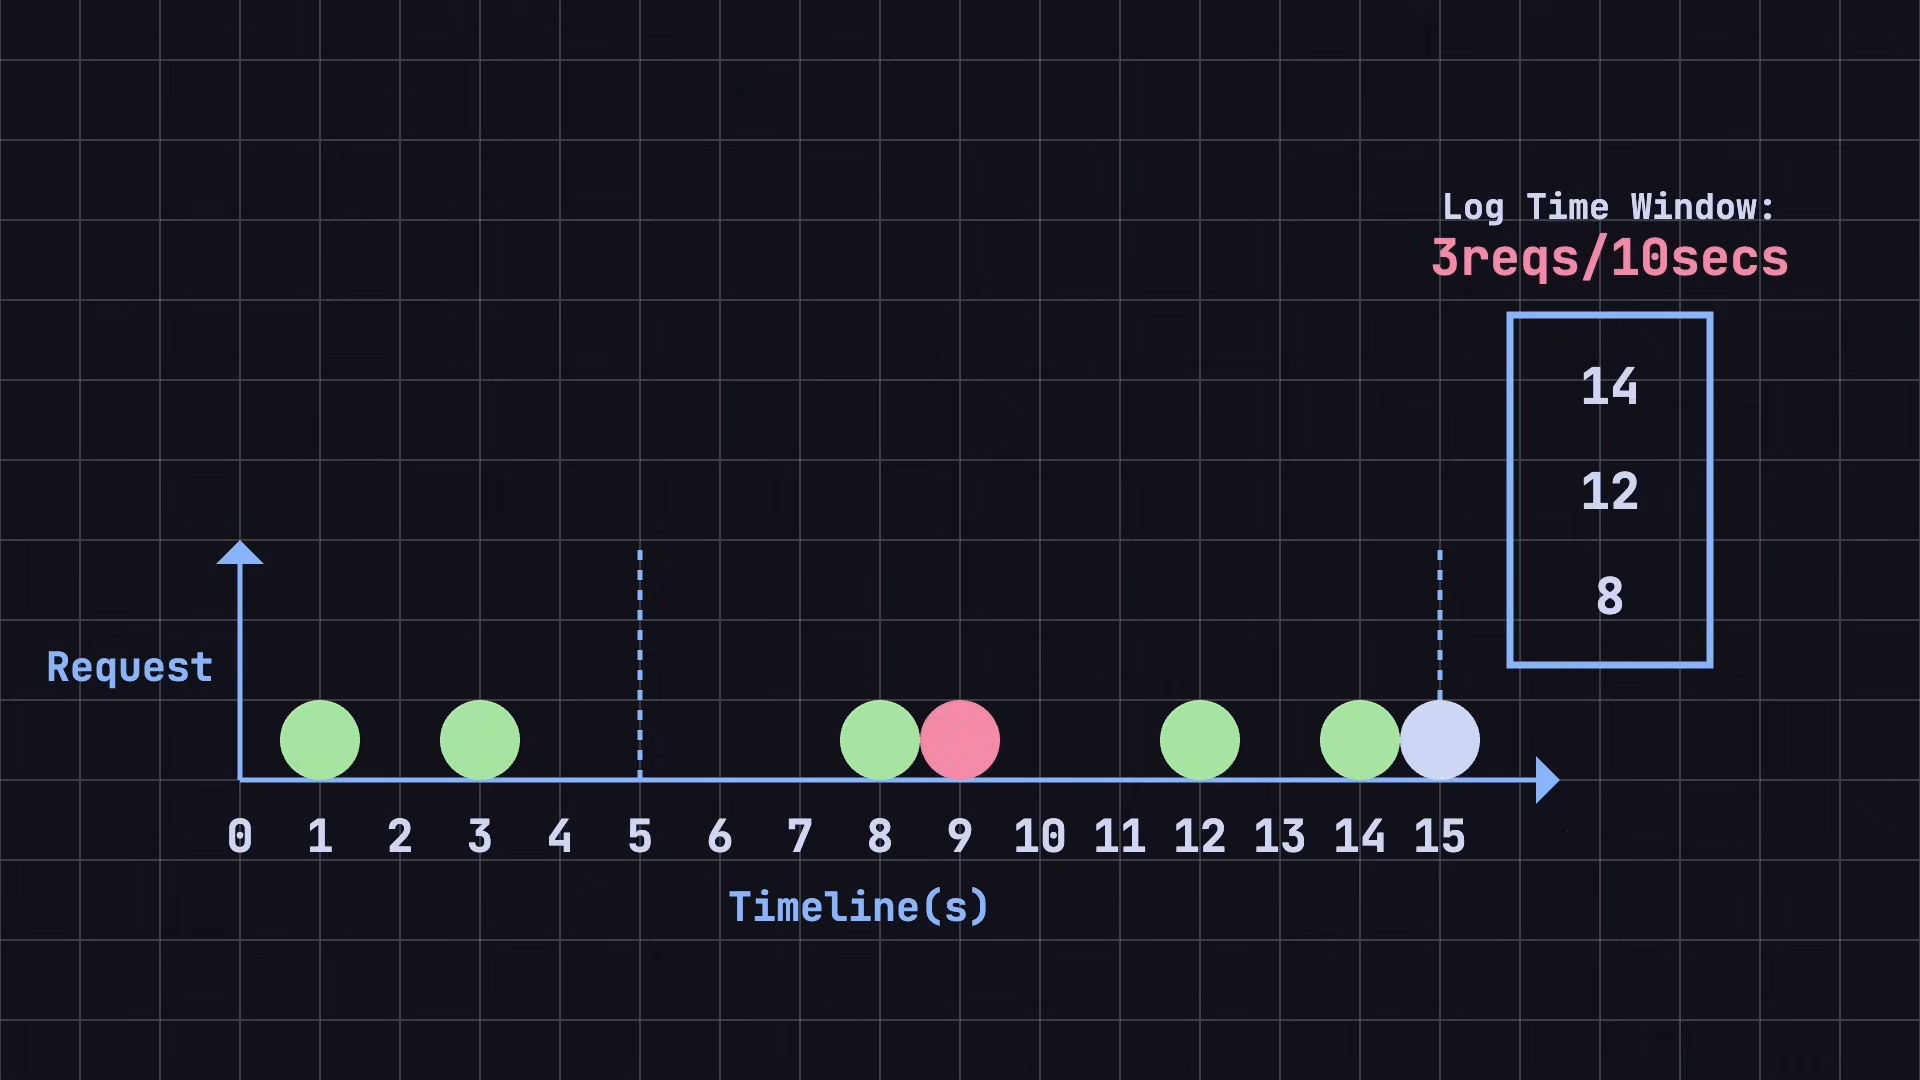 Log Time Window:
3reqs/10secs
14
12
8
Request
0 1 2 3 4 5 6 7 8 9 10 11 12 13 14 15
Timeline(s)